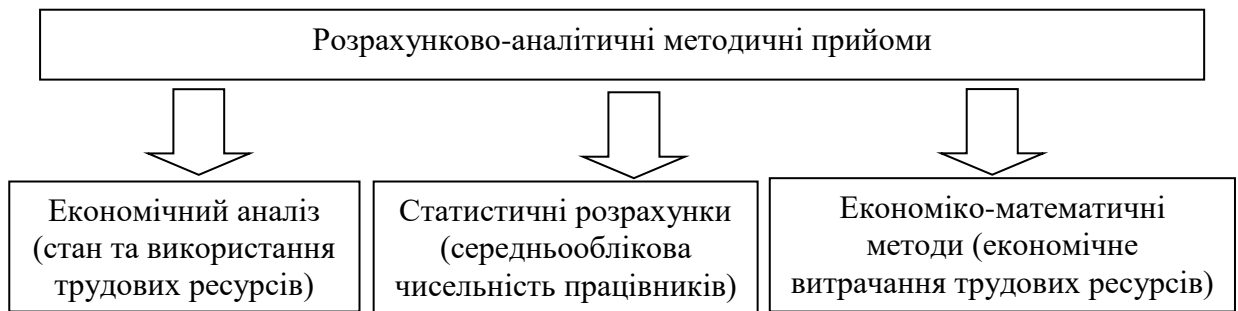 Розрахунково-аналітичні методичні прийоми
Економічний аналіз
(стан та використання
трудових ресурсів)
Статистичні розрахунки
(середньооблікова
чисельність працівників)
Економіко-математичні
методи (економічне
витрачання трудових ресурсів)